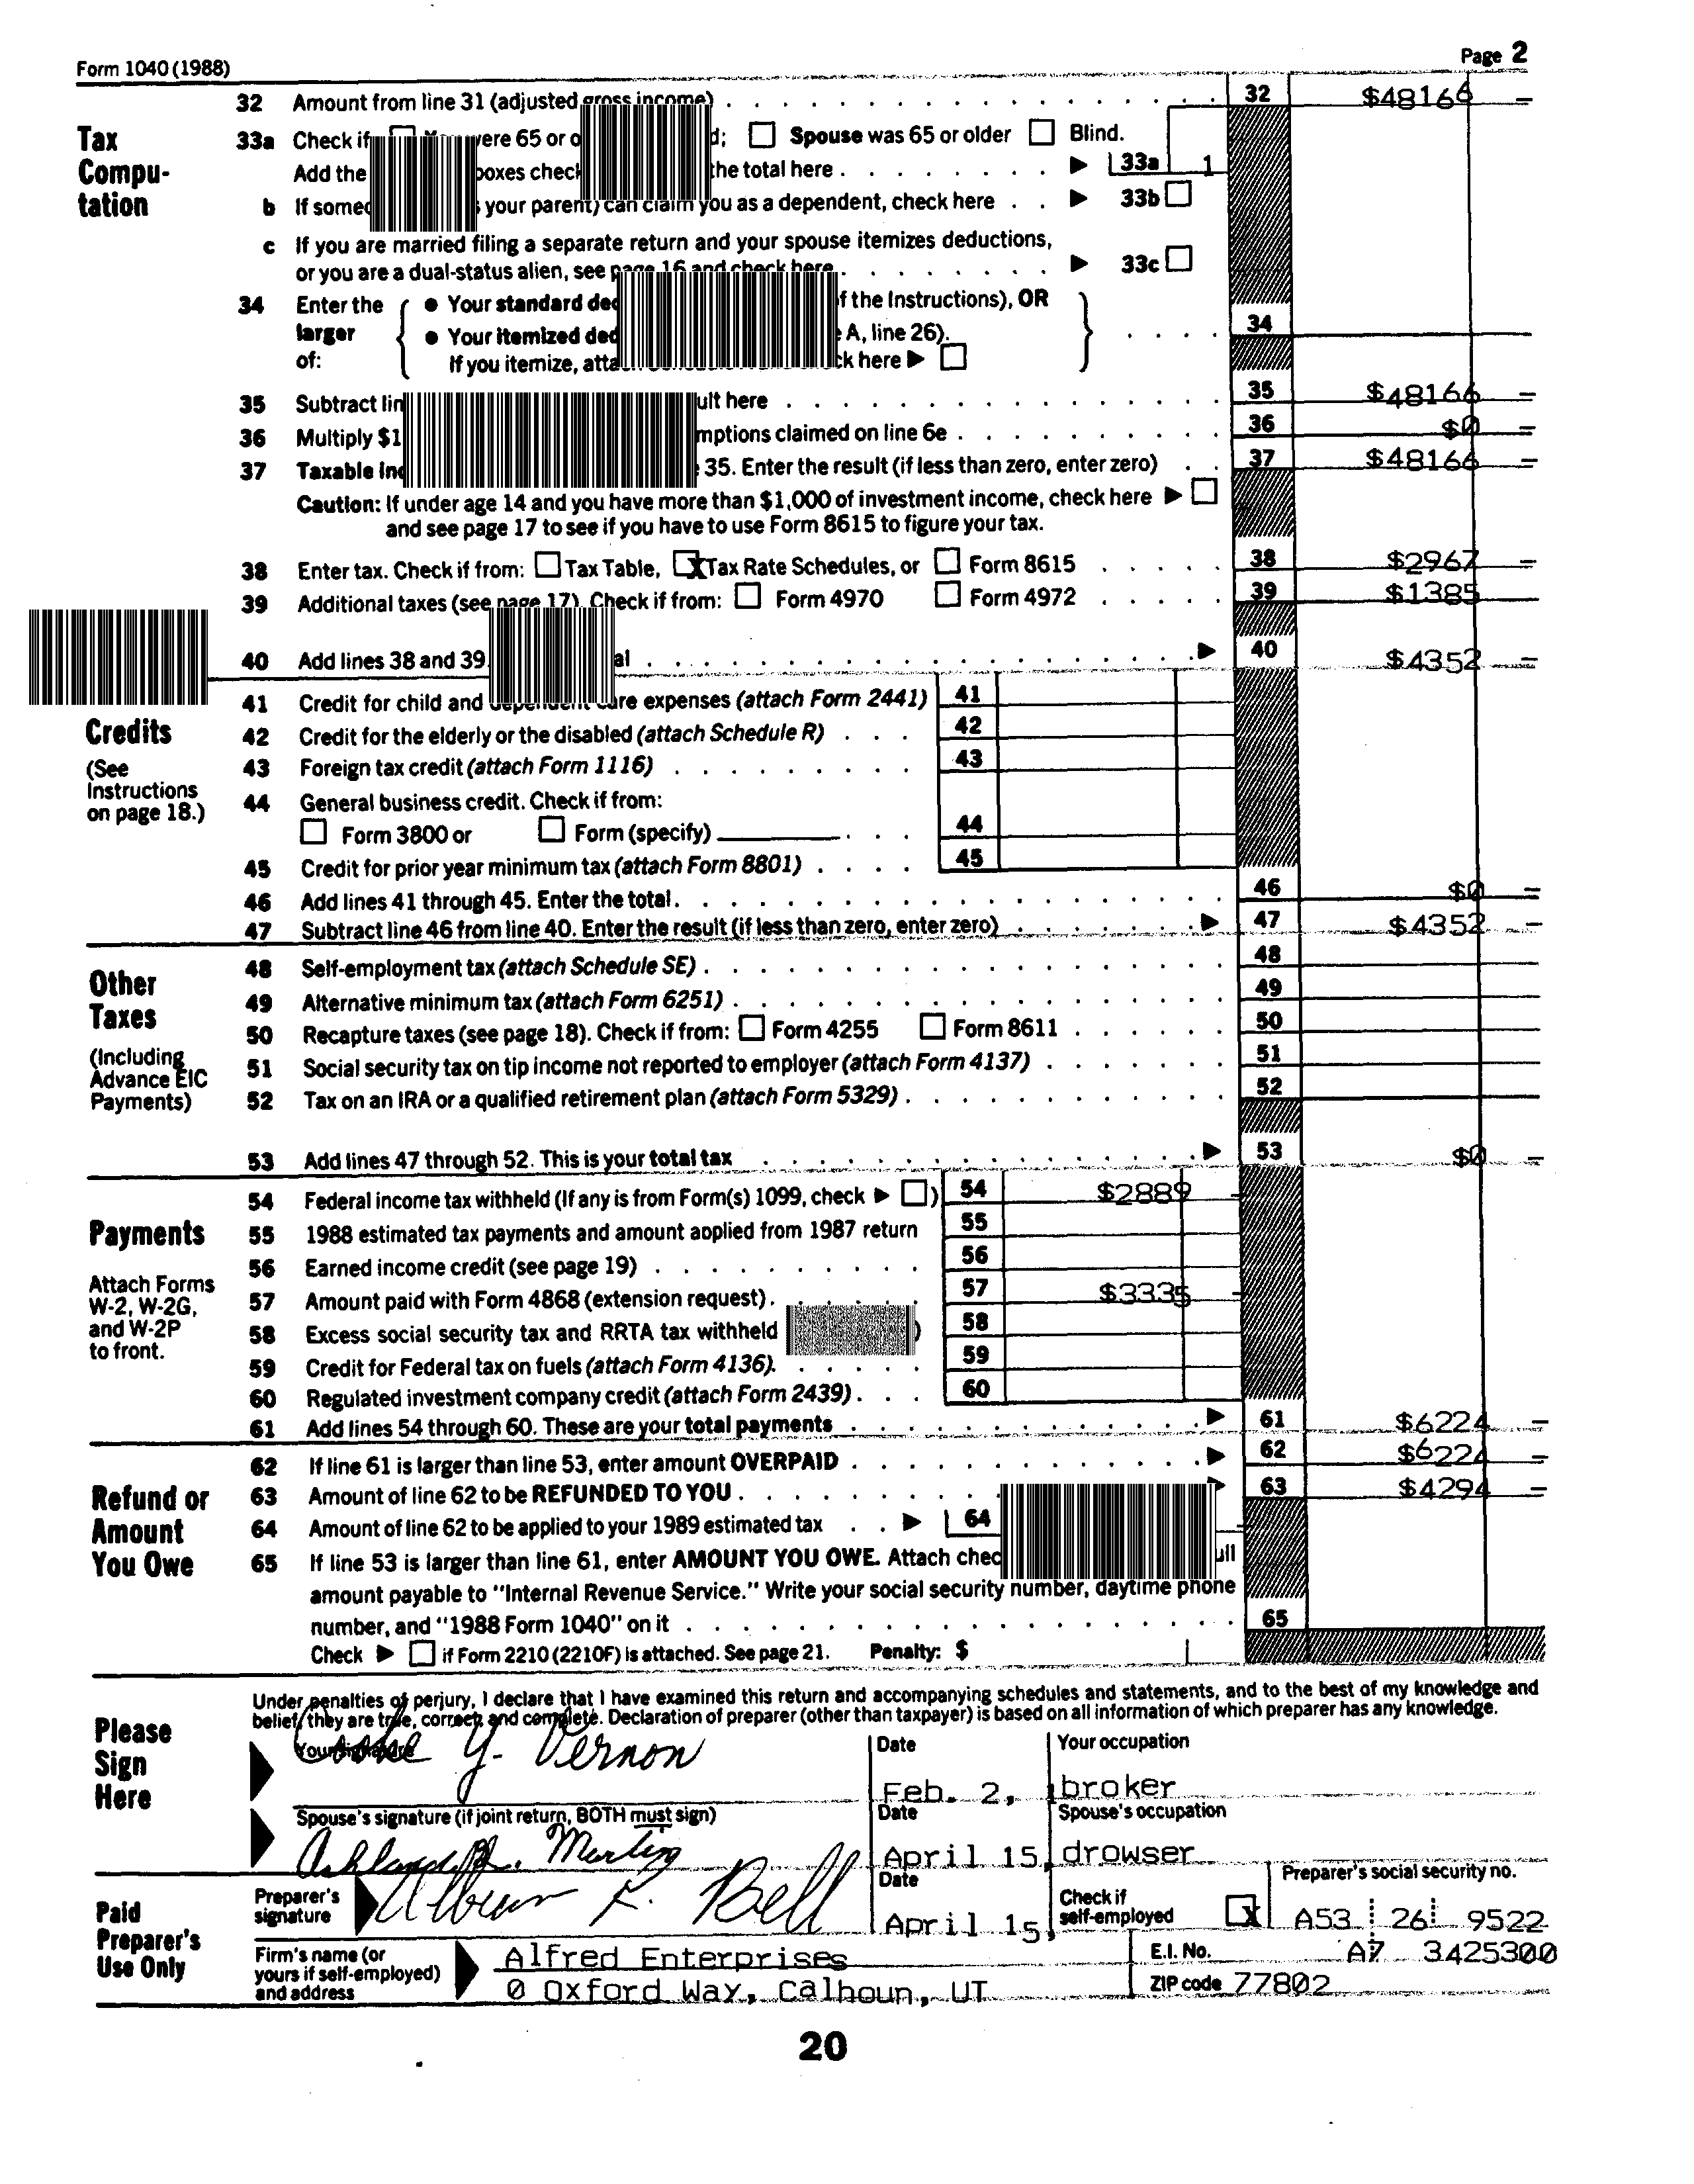 Form 1040 (1988) Page 2
32 Amount from line 31 (adjusted gross income) 32 $48166 –
Tax Compu- tation
33a Check if were 65 or o d; Spouse was 65 or older Blind.
Add the boxes chec the total here 33a 1
b If some your parent) can claim you as a dependent, check here 33b
c If you are married filing a separate return and your spouse itemizes deductions,
or you are a dual-status alien, see page 16 and check here 33c
34 Enter the larger of: • Your standard ded f the Instructions), OR
• Your itemized ded A, line 26). 34
If you itemize, atta ck here
35 Subtract lin ult here 35 $48166 –
36 Multiply $1 mptions claimed on line 6e 36 $0 –
37 Taxable Inc 35. Enter the result (if less than zero, enter zero) 37 $48166 –
Caution: If under age 14 and you have more than $1,000 of investment income, check here
and see page 17 to see if you have to use Form 8615 to figure your tax.
38 Enter tax. Check if from: Tax Table, X Tax Rate Schedules, or Form 8615 38 $2967 –
39 Additional taxes (see page 17). Check if from: Form 4970 Form 4972 39 $1385 –
40 Add lines 38 and 39. al 40 $4352 –
Credits
(See Instructions on page 18.)
41 Credit for child and dependent care expenses (attach Form 2441) 41
42 Credit for the elderly or the disabled (attach Schedule R) 42
43 Foreign tax credit (attach Form 1116) 43
44 General business credit. Check if from:
Form 3800 or Form (specify) 44
45 Credit for prior year minimum tax (attach Form 8801) 45
46 Add lines 41 through 45. Enter the total 46 $0 –
47 Subtract line 46 from line 40. Enter the result (if less than zero, enter zero) 47 $4352 –
Other Taxes
(Including Advance EIC Payments)
48 Self-employment tax (attach Schedule SE) 48
49 Alternative minimum tax (attach Form 6251) 49
50 Recapture taxes (see page 18). Check if from: Form 4255 Form 8611 50
51 Social security tax on tip income not reported to employer (attach Form 4137) 51
52 Tax on an IRA or a qualified retirement plan (attach Form 5329) 52
53 Add lines 47 through 52. This is your total tax 53 $0 –
Payments
Attach Forms W-2, W-2G, and W-2P to front.
54 Federal income tax withheld (If any is from Form(s) 1099, check ) 54 $2889 –
55 1988 estimated tax payments and amount applied from 1987 return 55
56 Earned income credit (see page 19) 56
57 Amount paid with Form 4868 (extension request) 57 $3335 –
58 Excess social security tax and RRTA tax withheld ) 58
59 Credit for Federal tax on fuels (attach Form 4136) 59
60 Regulated investment company credit (attach Form 2439) 60
61 Add lines 54 through 60. These are your total payments 61 $6224 –
Refund or Amount You Owe
62 If line 61 is larger than line 53, enter amount OVERPAID 62 $6224 –
63 Amount of line 62 to be REFUNDED TO YOU 63 $4294 –
64 Amount of line 62 to be applied to your 1989 estimated tax 64
65 If line 53 is larger than line 61, enter AMOUNT YOU OWE. Attach chec ull
amount payable to "Internal Revenue Service." Write your social security number, daytime phone
number, and "1988 Form 1040" on it 65
Check if Form 2210 (2210F) is attached. See page 21. Penalty: $
Please Sign Here
Under penalties of perjury, I declare that I have examined this return and accompanying schedules and statements, and to the best of my knowledge and
belief, they are true, correct, and complete. Declaration of preparer (other than taxpayer) is based on all information of which preparer has any knowledge.
Your signature Y. Vernon Date Feb. 2, Your occupation broker
Spouse's signature (if joint return, BOTH must sign) Date April 15, Spouse's occupation drowser
Paid Preparer's Use Only
Preparer's signature L. Bell Date April 15, Check if self-employed X Preparer's social security no. A53 26 9522
Firm's name (or yours if self-employed) and address Alfred Enterprises E.I. No. A7 3425300
0 Oxford Way, Calhoun, UT ZIP code 77802
20